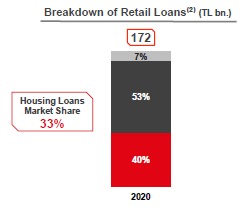 Breakdown of Retail Loans(2) (TL bn.)
172
7%
53%
Housing Loans
Market Share
33%
40%
2020